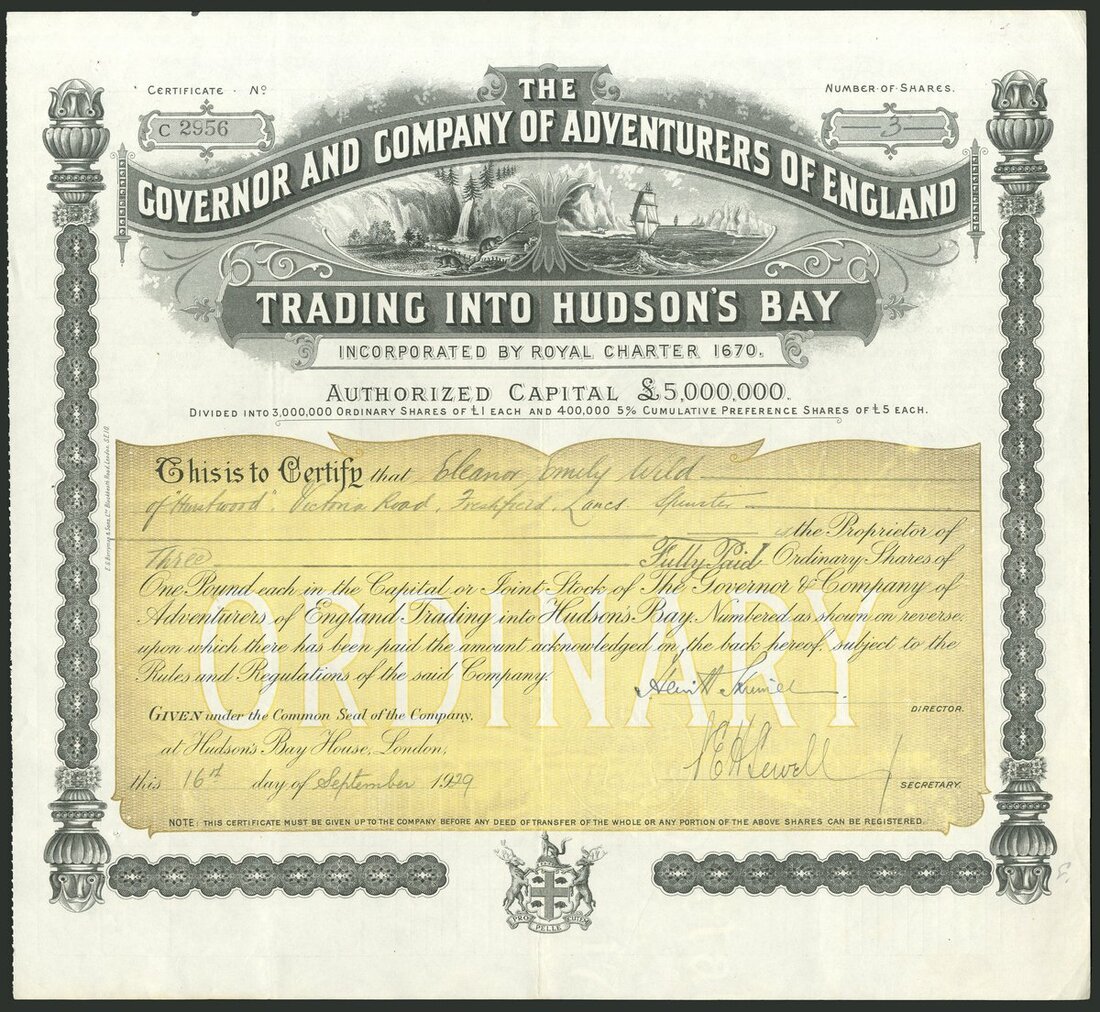 CERTIFICATE · Nº
C 2956
NUMBER·OF·SHARES.
3
THE
GOVERNOR AND COMPANY OF ADVENTURERS OF ENGLAND
TRADING INTO HUDSON'S BAY
INCORPORATED BY ROYAL CHARTER 1670.
AUTHORIZED CAPITAL £5,000,000.
DIVIDED INTO 3,000,000 ORDINARY SHARES OF £1 EACH AND 400,000 5% CUMULATIVE PREFERENCE SHARES OF £5 EACH.
This is to Certify that Eleanor Emily Wild
of "Hurstwood". Victoria Road, Freshfield, Lancs Spinster
is the Proprietor of
Three Fully Paid Ordinary Shares of
One Pound each in the Capital or Joint Stock of The Governor & Company of
Adventurers of England Trading into Hudson's Bay, Numbered as shown on reverse
upon which there has been paid the amount acknowledged on the back hereof, subject to the
Rules and Regulations of the said Company.
ORDINARY
GIVEN under the Common Seal of the Company,
DIRECTOR.
at Hudson's Bay House, London,
this 16th day of September 1929
SECRETARY.
NOTE: THIS CERTIFICATE MUST BE GIVEN UP TO THE COMPANY BEFORE ANY DEED OF TRANSFER OF THE WHOLE OR ANY PORTION OF THE ABOVE SHARES CAN BE REGISTERED.
PRO PELLE CUTEM